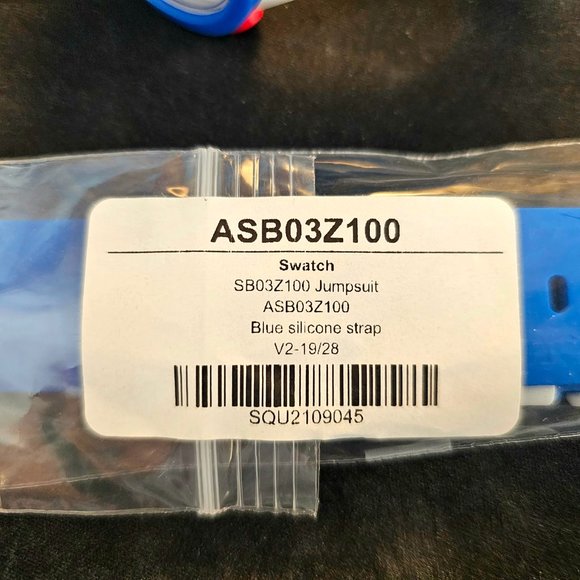 ASB03Z100
Swatch
SB03Z100 Jumpsuit
ASB03Z100
Blue silicone strap
V2-19/28
SQU2109045